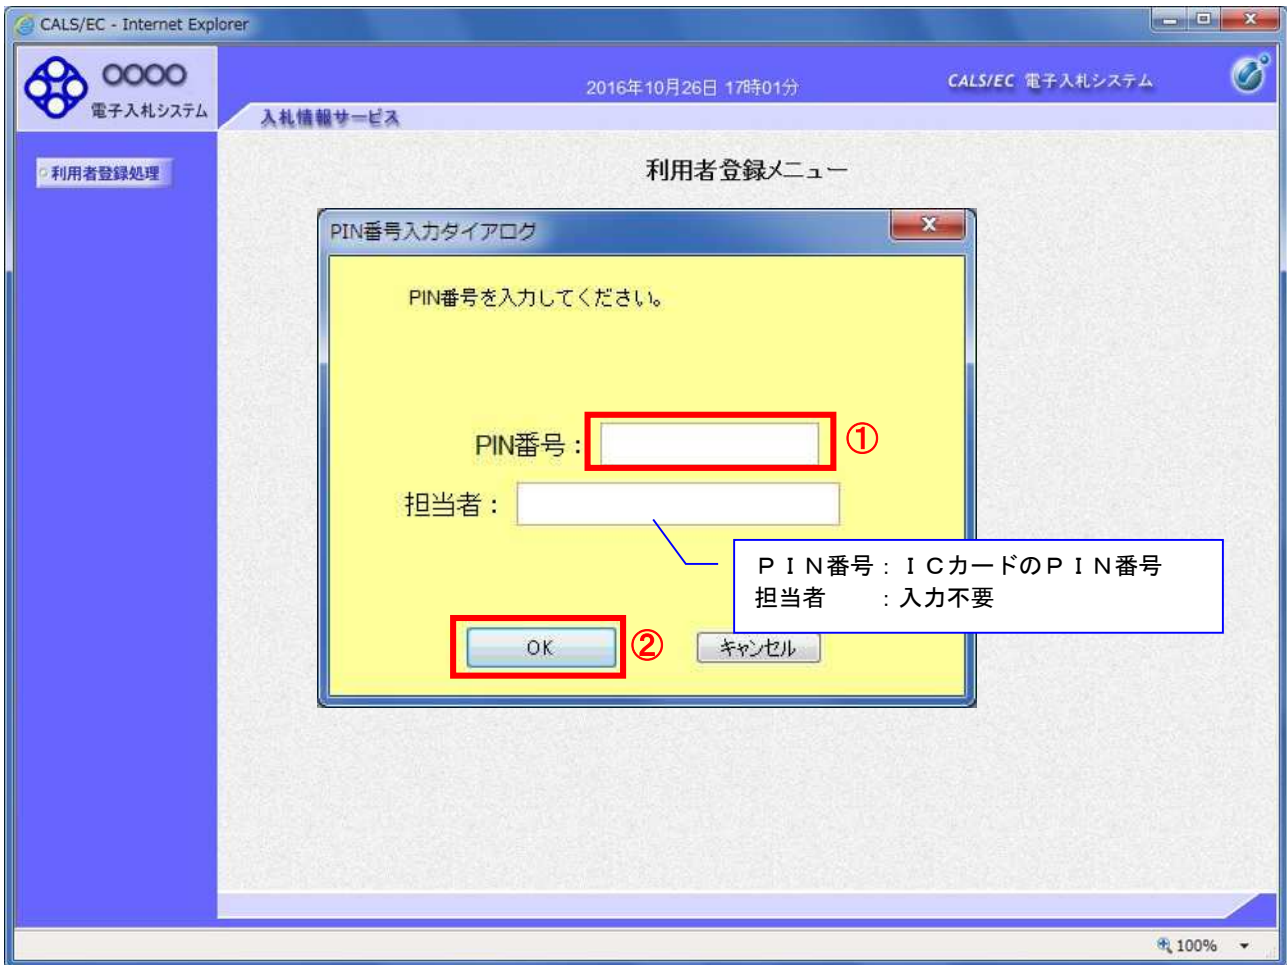 CALS/EC - Internet Explorer
〇〇〇〇
電子入札システム
2016年10月26日 17時01分
CALS/EC 電子入札システム
入札情報サービス
利用者登録処理
利用者登録メニュー
PIN番号入力ダイアログ
PIN番号を入力してください。
PIN番号：
①
担当者：
ＰＩＮ番号：ＩＣカードのＰＩＮ番号
担当者　　：入力不要
OK
②
キャンセル
100%